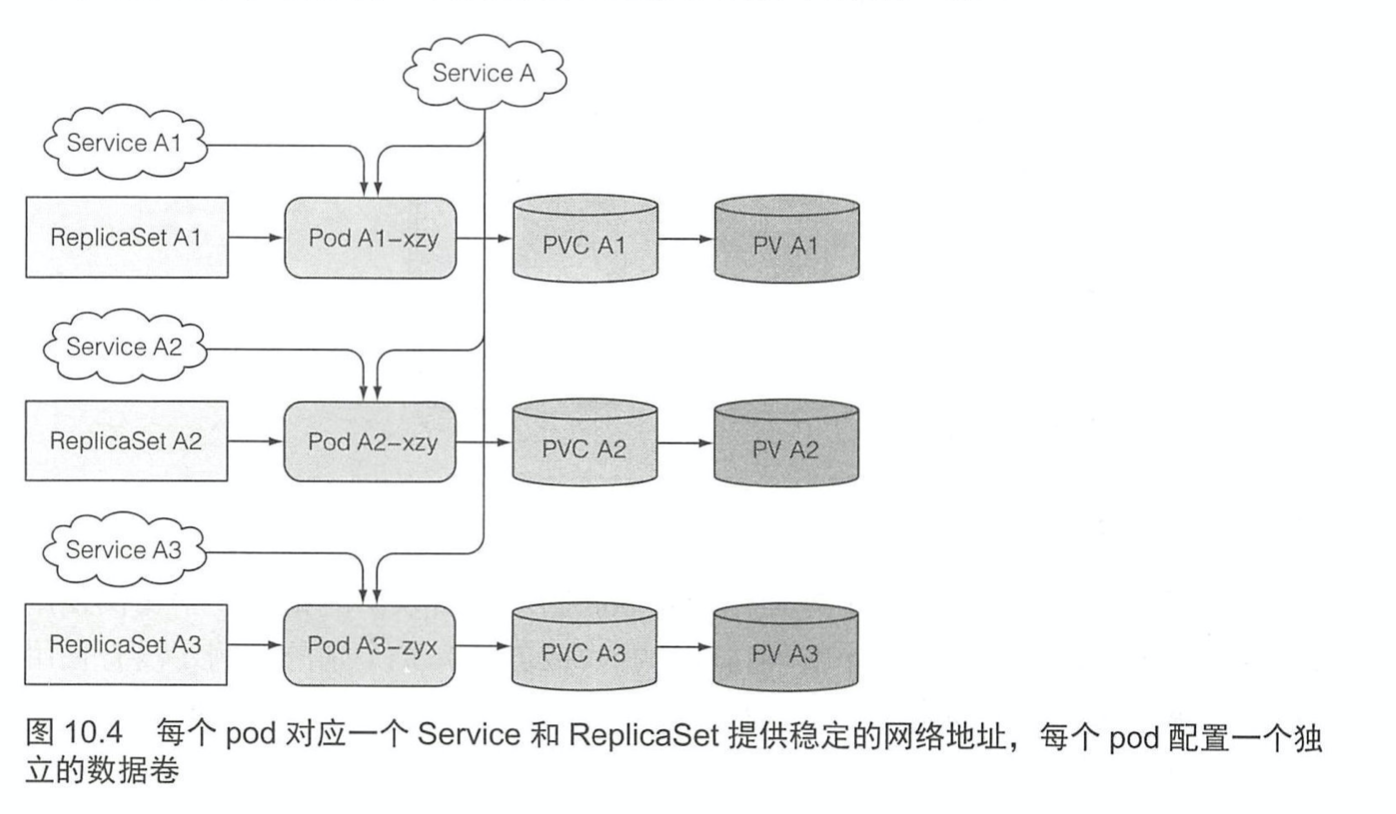 Service A
Service A1
ReplicaSet A1
Pod A1-xzy
PVC A1
PV A1
Service A2
ReplicaSet A2
Pod A2-xzy
PVC A2
PV A2
Service A3
ReplicaSet A3
Pod A3-zyx
PVC A3
PV A3
图 10.4 每个 pod 对应一个 Service 和 ReplicaSet 提供稳定的网络地址，每个 pod 配置一个独
立的数据卷